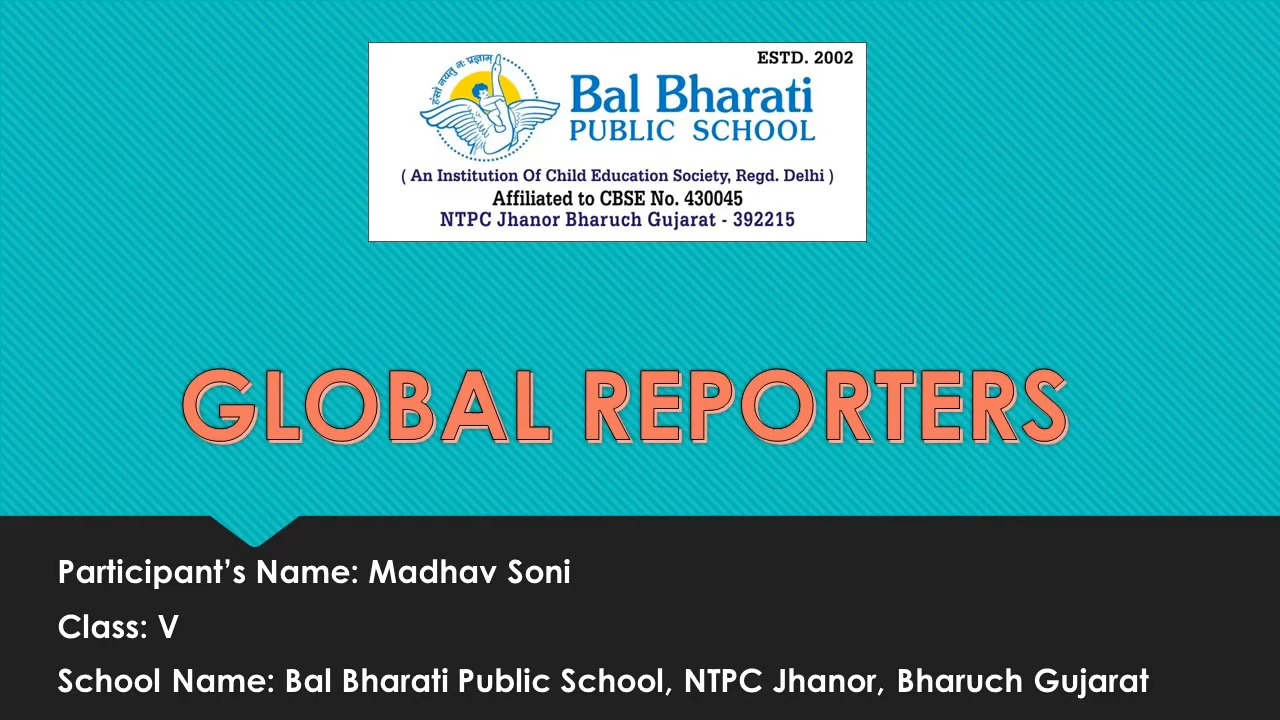 ESTD. 2002
हंसो नयतु नः प्रज्ञाम्
Bal Bharati
PUBLIC SCHOOL
( An Institution Of Child Education Society, Regd. Delhi )
Affiliated to CBSE No. 430045
NTPC Jhanor Bharuch Gujarat - 392215
GLOBAL REPORTERS
Participant’s Name: Madhav Soni
Class: V
School Name: Bal Bharati Public School, NTPC Jhanor, Bharuch Gujarat